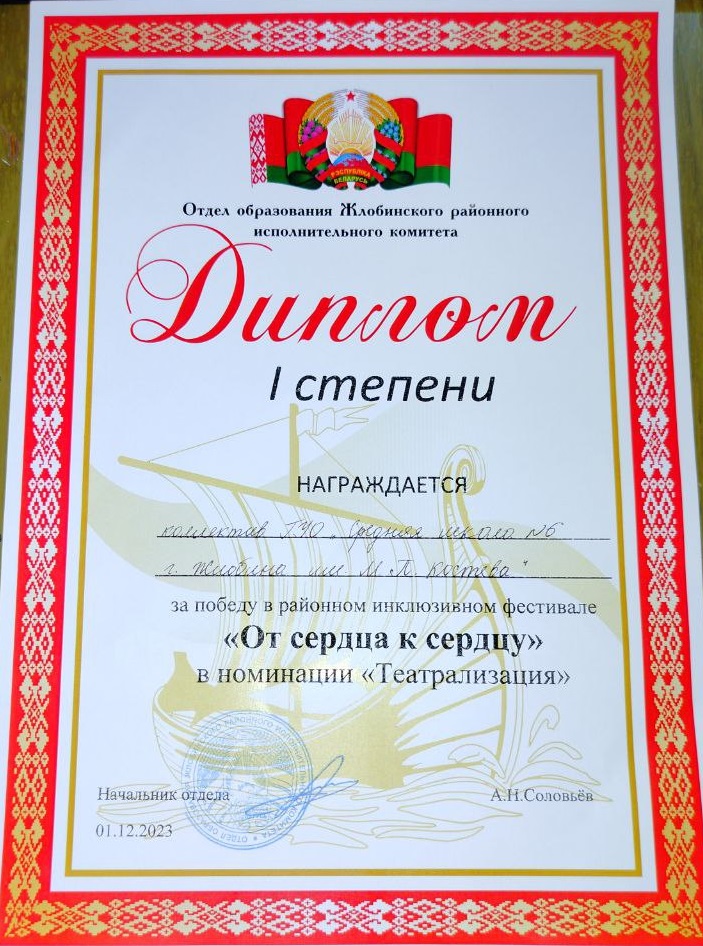 РЭСПУБЛІКА
БЕЛАРУСЬ
Отдел образования Жлобинского районного
исполнительного комитета
Диплом
I степени
НАГРАЖДАЕТСЯ
коллектив ГУО „Средняя школа №6
г. Жлобина им М.П. Костева"
за победу в районном инклюзивном фестивале
«От сердца к сердцу»
в номинации «Театрализация»
Начальник отдела
А.Н.Соловьёв
01.12.2023